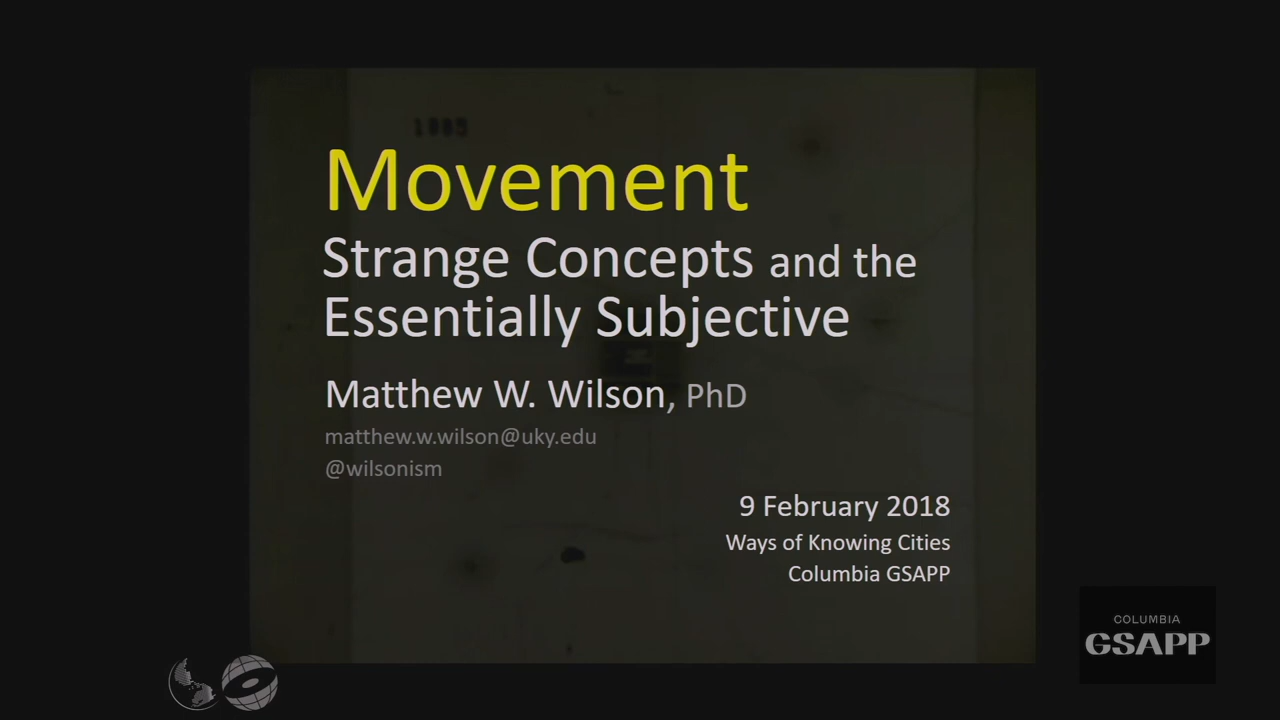 1995
Movement
Strange Concepts and the
Essentially Subjective
Matthew W. Wilson, PhD
matthew.w.wilson@uky.edu
@wilsonism
9 February 2018
Ways of Knowing Cities
Columbia GSAPP
COLUMBIA
GSAPP